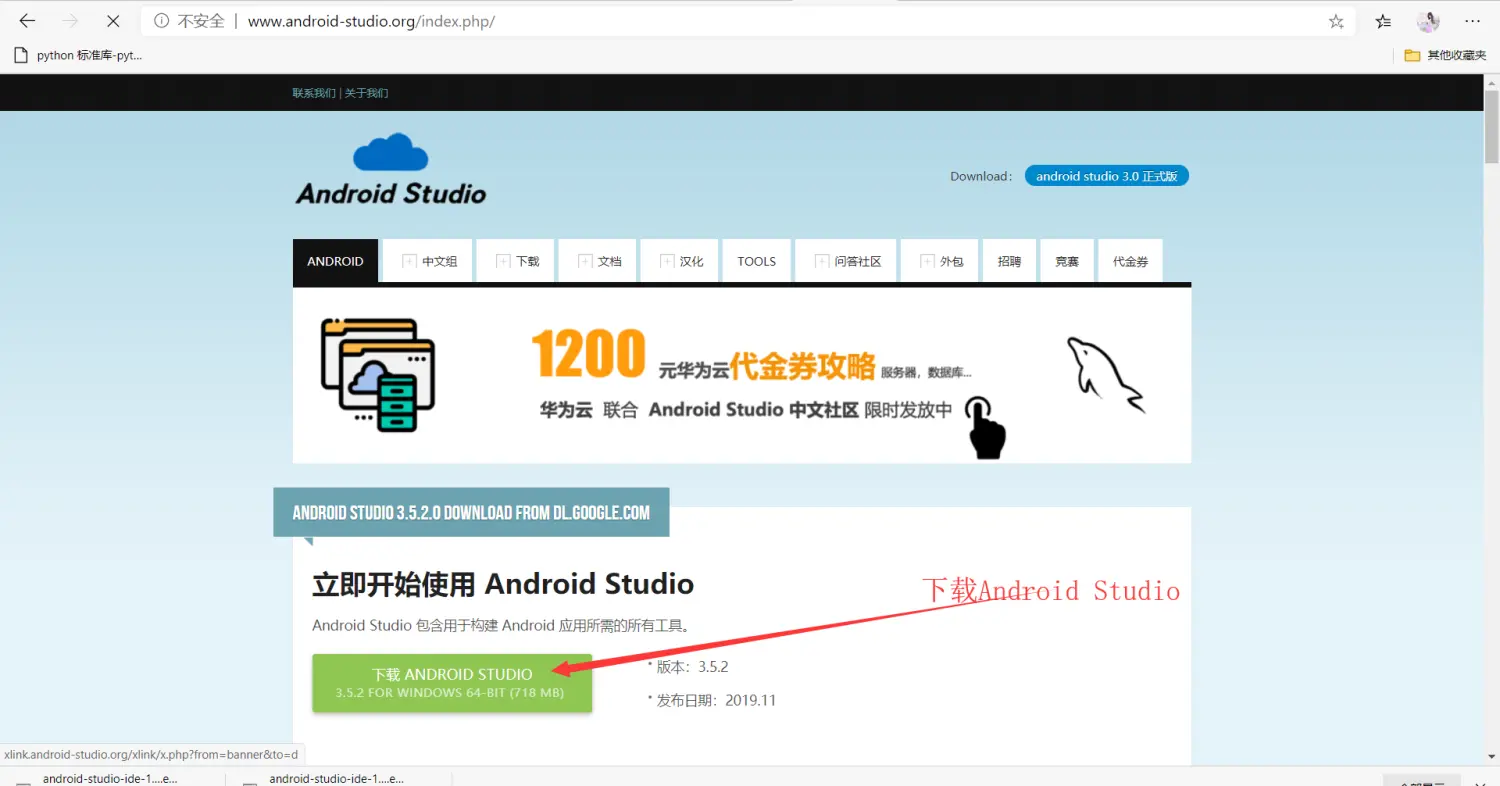 不安全 | www.android-studio.org/index.php/
python 标准库-pyt...
其他收藏夹
联系我们 | 关于我们
Android Studio
Download： android studio 3.0 正式版
ANDROID 中文组 下载 文档 汉化 TOOLS 问答社区 外包 招聘 竞赛 代金券
1200 元华为云代金券攻略 服务器，数据库...
华为云 联合 Android Studio 中文社区 限时发放中
ANDROID STUDIO 3.5.2.0 DOWNLOAD FROM DL.GOOGLE.COM
立即开始使用 Android Studio
下载Android Studio
Android Studio 包含用于构建 Android 应用所需的所有工具。
下载 ANDROID STUDIO
3.5.2 FOR WINDOWS 64-BIT (718 MB)
* 版本：3.5.2
* 发布日期：2019.11
xlink.android-studio.org/xlink/x.php?from=banner&to=d
android-studio-ide-1....e...
android-studio-ide-1....e...